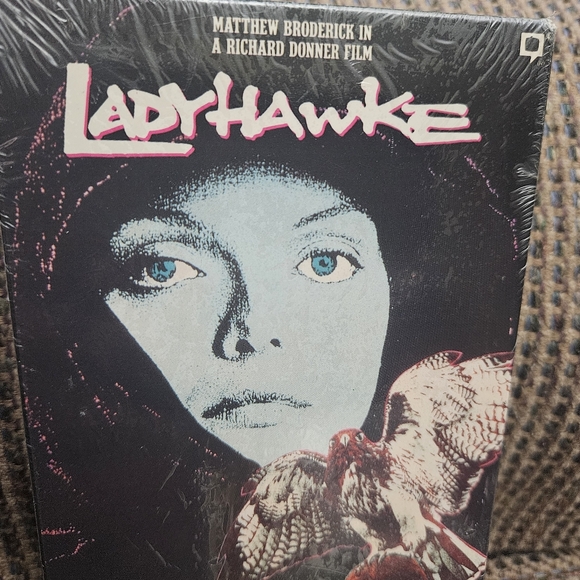 MATTHEW BRODERICK IN
A RICHARD DONNER FILM
LADYHAWKE